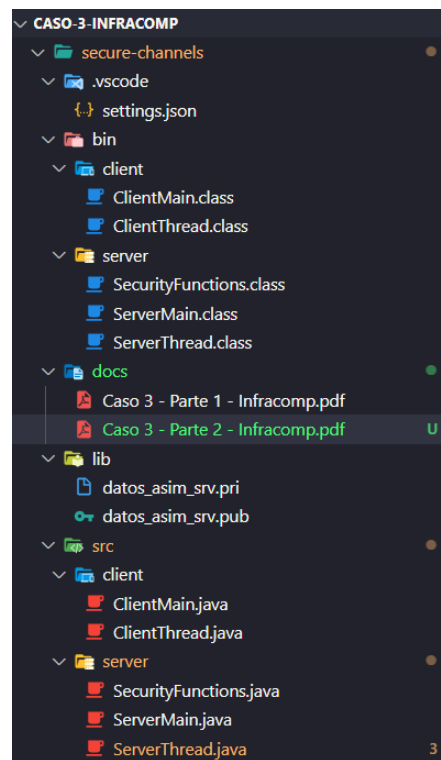 CASO-3-INFRACOMP
secure-channels
.vscode
{..} settings.json
bin
client
ClientMain.class
ClientThread.class
server
SecurityFunctions.class
ServerMain.class
ServerThread.class
docs
Caso 3 - Parte 1 - Infracomp.pdf
Caso 3 - Parte 2 - Infracomp.pdf U
lib
datos_asim_srv.pri
datos_asim_srv.pub
src
client
ClientMain.java
ClientThread.java
server
SecurityFunctions.java
ServerMain.java
ServerThread.java 3